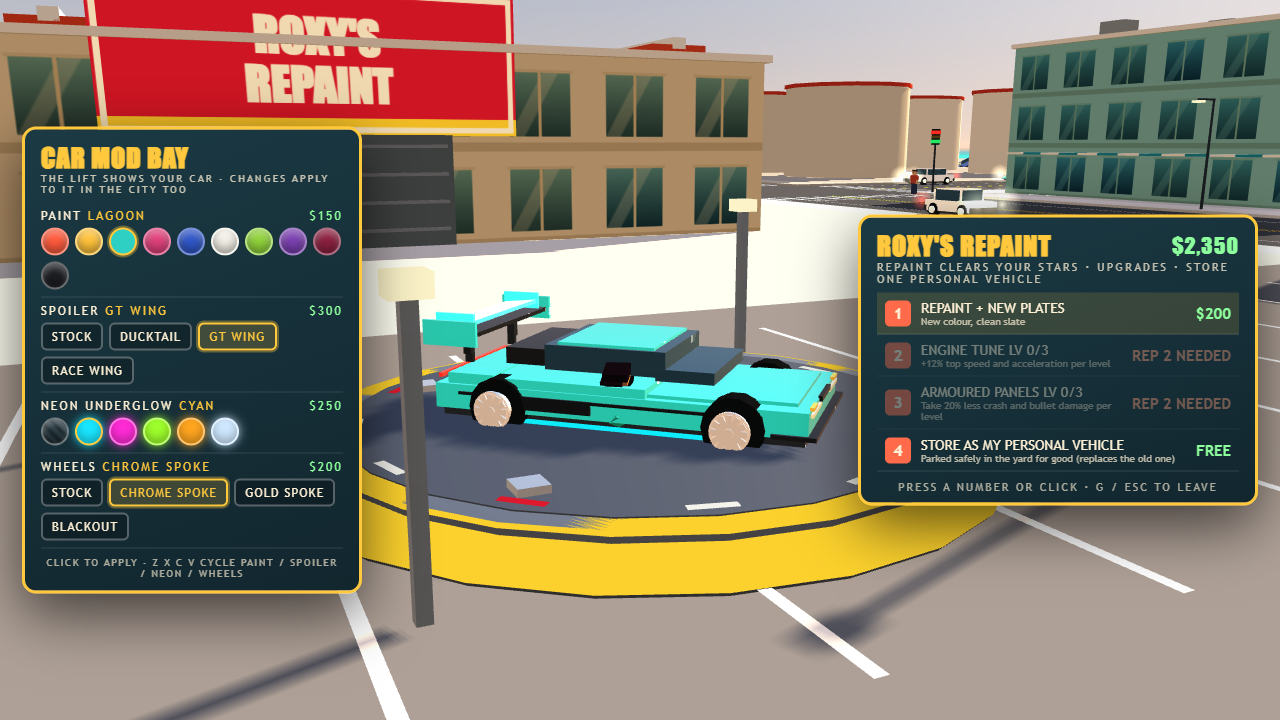 ROXY'S
REPAINT
CAR MOD BAY
THE LIFT SHOWS YOUR CAR - CHANGES APPLY
TO IT IN THE CITY TOO
PAINT LAGOON $150
SPOILER GT WING $300
STOCK DUCKTAIL GT WING
RACE WING
NEON UNDERGLOW CYAN $250
WHEELS CHROME SPOKE $200
STOCK CHROME SPOKE GOLD SPOKE
BLACKOUT
CLICK TO APPLY - Z X C V CYCLE PAINT / SPOILER
/ NEON / WHEELS
ROXY'S REPAINT $2,350
REPAINT CLEARS YOUR STARS · UPGRADES · STORE
ONE PERSONAL VEHICLE
1 REPAINT + NEW PLATES $200
New colour, clean slate
2 ENGINE TUNE LV 0/3 REP 2 NEEDED
+12% top speed and acceleration per level
3 ARMOURED PANELS LV 0/3 REP 2 NEEDED
Take 20% less crash and bullet damage per
level
4 STORE AS MY PERSONAL VEHICLE FREE
Parked safely in the yard for good (replaces the old one)
PRESS A NUMBER OR CLICK · G / ESC TO LEAVE